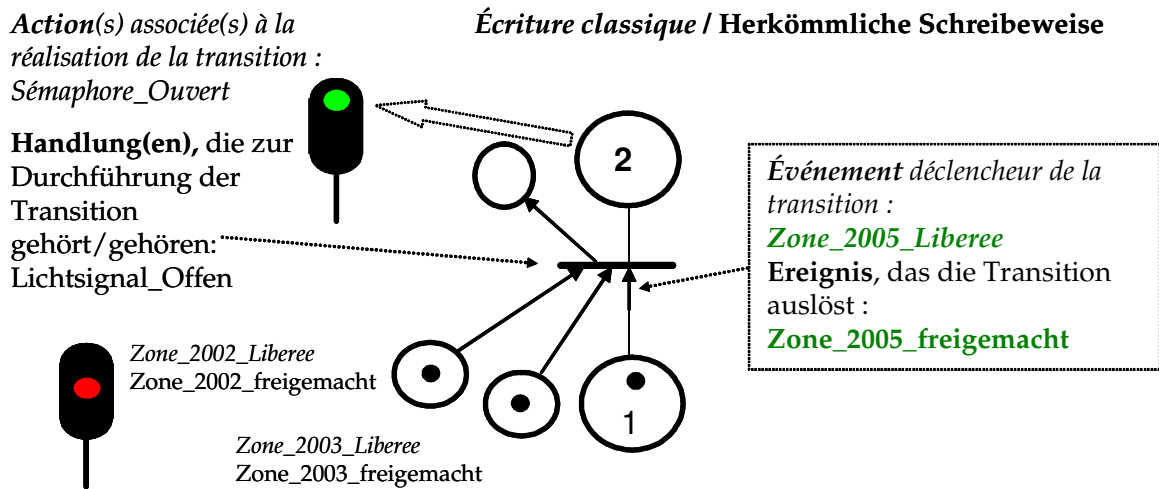 Action(s) associée(s) à la
réalisation de la transition :
Sémaphore_Ouvert
Handlung(en), die zur
Durchführung der
Transition
gehört/gehören:
Lichtsignal_Offen
Écriture classique / Herkömmliche Schreibeweise
2
Événement déclencheur de la
transition :
Zone_2005_Liberee
Ereignis, das die Transition
auslöst :
Zone_2005_freigemacht
Zone_2002_Liberee
Zone_2002_freigemacht
1
Zone_2003_Liberee
Zone_2003_freigemacht